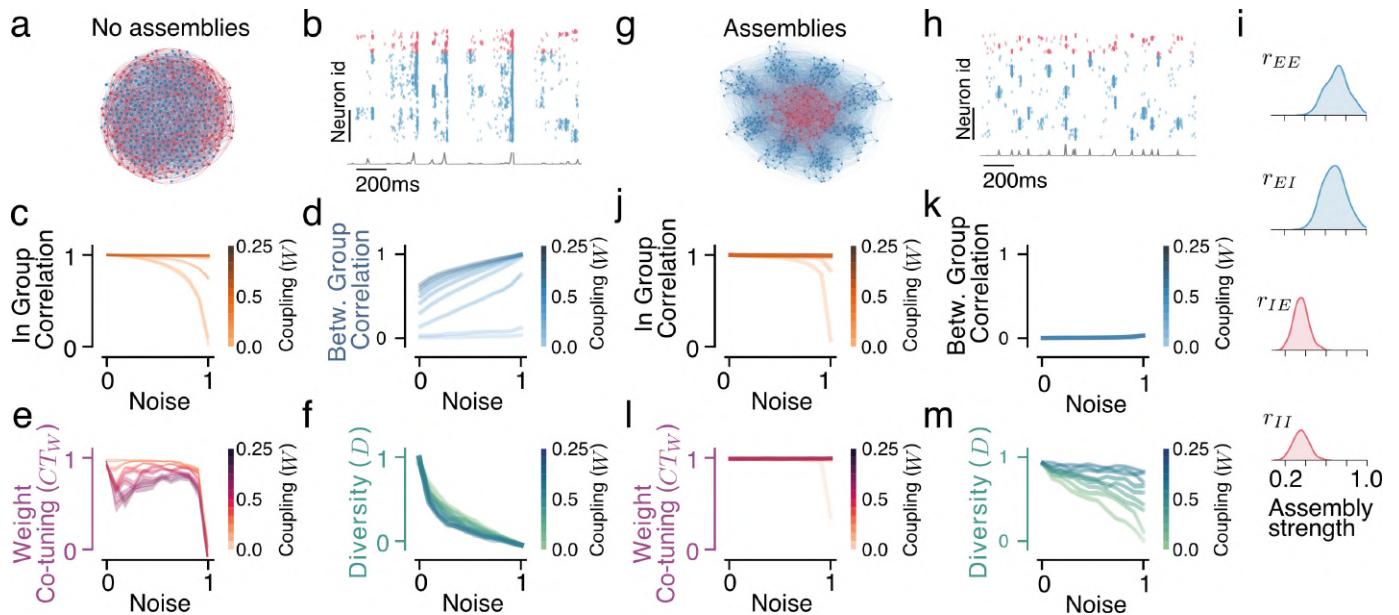 a
No assemblies
b
Neuron id
200ms
g
Assemblies
h
Neuron id
200ms
i
r_EE
r_EI
r_IE
r_II
0.2
1.0
Assembly
strength
c
In Group
Correlation
1
0
0
1
Noise
0.25
0.5
0.0
Coupling (W)
d
Betw. Group
Correlation
1
0
0
1
Noise
0.25
0.5
0.0
Coupling (W)
j
In Group
Correlation
1
0
0
1
Noise
0.25
0.5
0.0
Coupling (W)
k
Betw. Group
Correlation
1
0
0
1
Noise
0.25
0.5
0.0
Coupling (W)
e
Weight
Co-tuning (CT_W)
1
0
0
1
Noise
0.25
0.5
0.0
Coupling (W)
f
Diversity (D)
1
0
0
1
Noise
0.25
0.5
0.0
Coupling (W)
l
Weight
Co-tuning (CT_W)
1
0
0
1
Noise
0.25
0.5
0.0
Coupling (W)
m
Diversity (D)
1
0
0
1
Noise
0.25
0.5
0.0
Coupling (W)